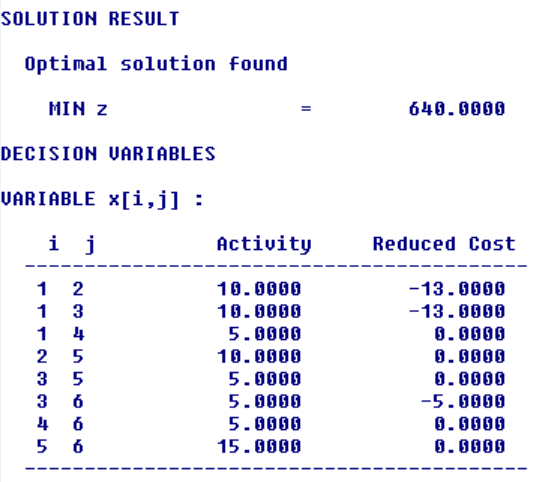 SOLUTION RESULT
Optimal solution found
MIN z = 640.0000
DECISION VARIABLES
VARIABLE x[i,j] :
i j Activity Reduced Cost
------------------------------------------
1 2 10.0000 -13.0000
1 3 10.0000 -13.0000
1 4 5.0000 0.0000
2 5 10.0000 0.0000
3 5 5.0000 0.0000
3 6 5.0000 -5.0000
4 6 5.0000 0.0000
5 6 15.0000 0.0000
------------------------------------------